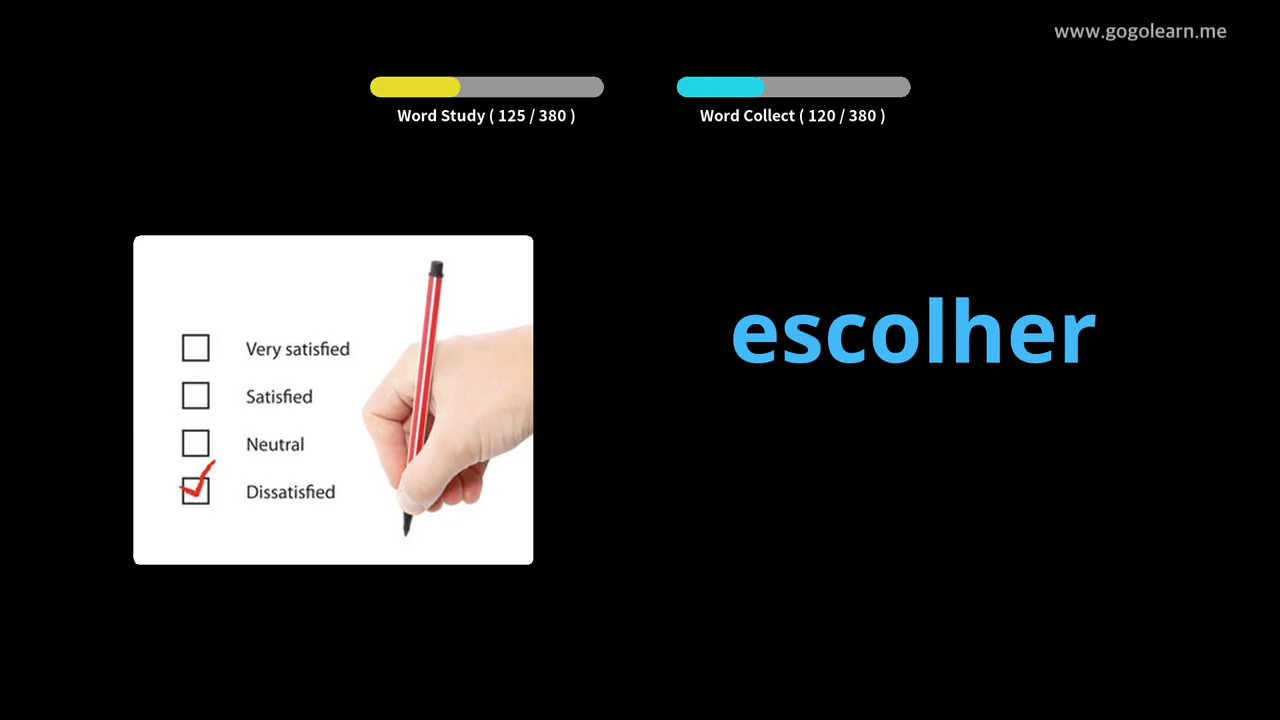 www.gogolearn.me
Word Study ( 125 / 380 )
Word Collect ( 120 / 380 )
Very satisfied
Satisfied
Neutral
Dissatisfied
escolher